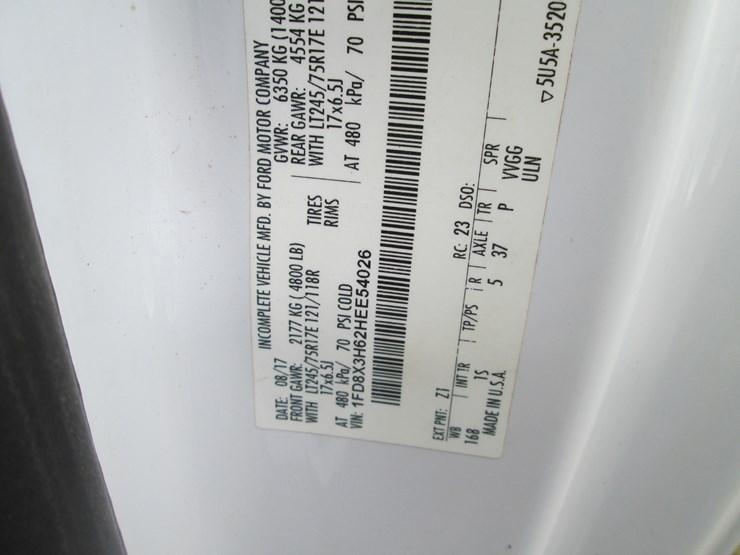 INCOMPLETE VEHICLE MFD. BY FORD MOTOR COMPANY
DATE: 08/17 GVWR: 6350 KG (1400
FRONT GAWR: 2177 KG (4800 LB) REAR GAWR: 4554 KG
WITH LT245/75R17E 121/118R TIRES WITH LT245/75R17E 121
17x6.5J RIMS 17x6.5J
AT 480 kPa/ 70 PSI COLD AT 480 kPa/ 70 PSI
VIN: 1FD8X3H62HEE54026
EXT PNT: Z1 RC: 23 DSO:
WB INT TR TP/PS R AXLE TR SPR
168 1S 5 37 P VVGG
MADE IN U.S.A. ULN
▽5U5A-3520